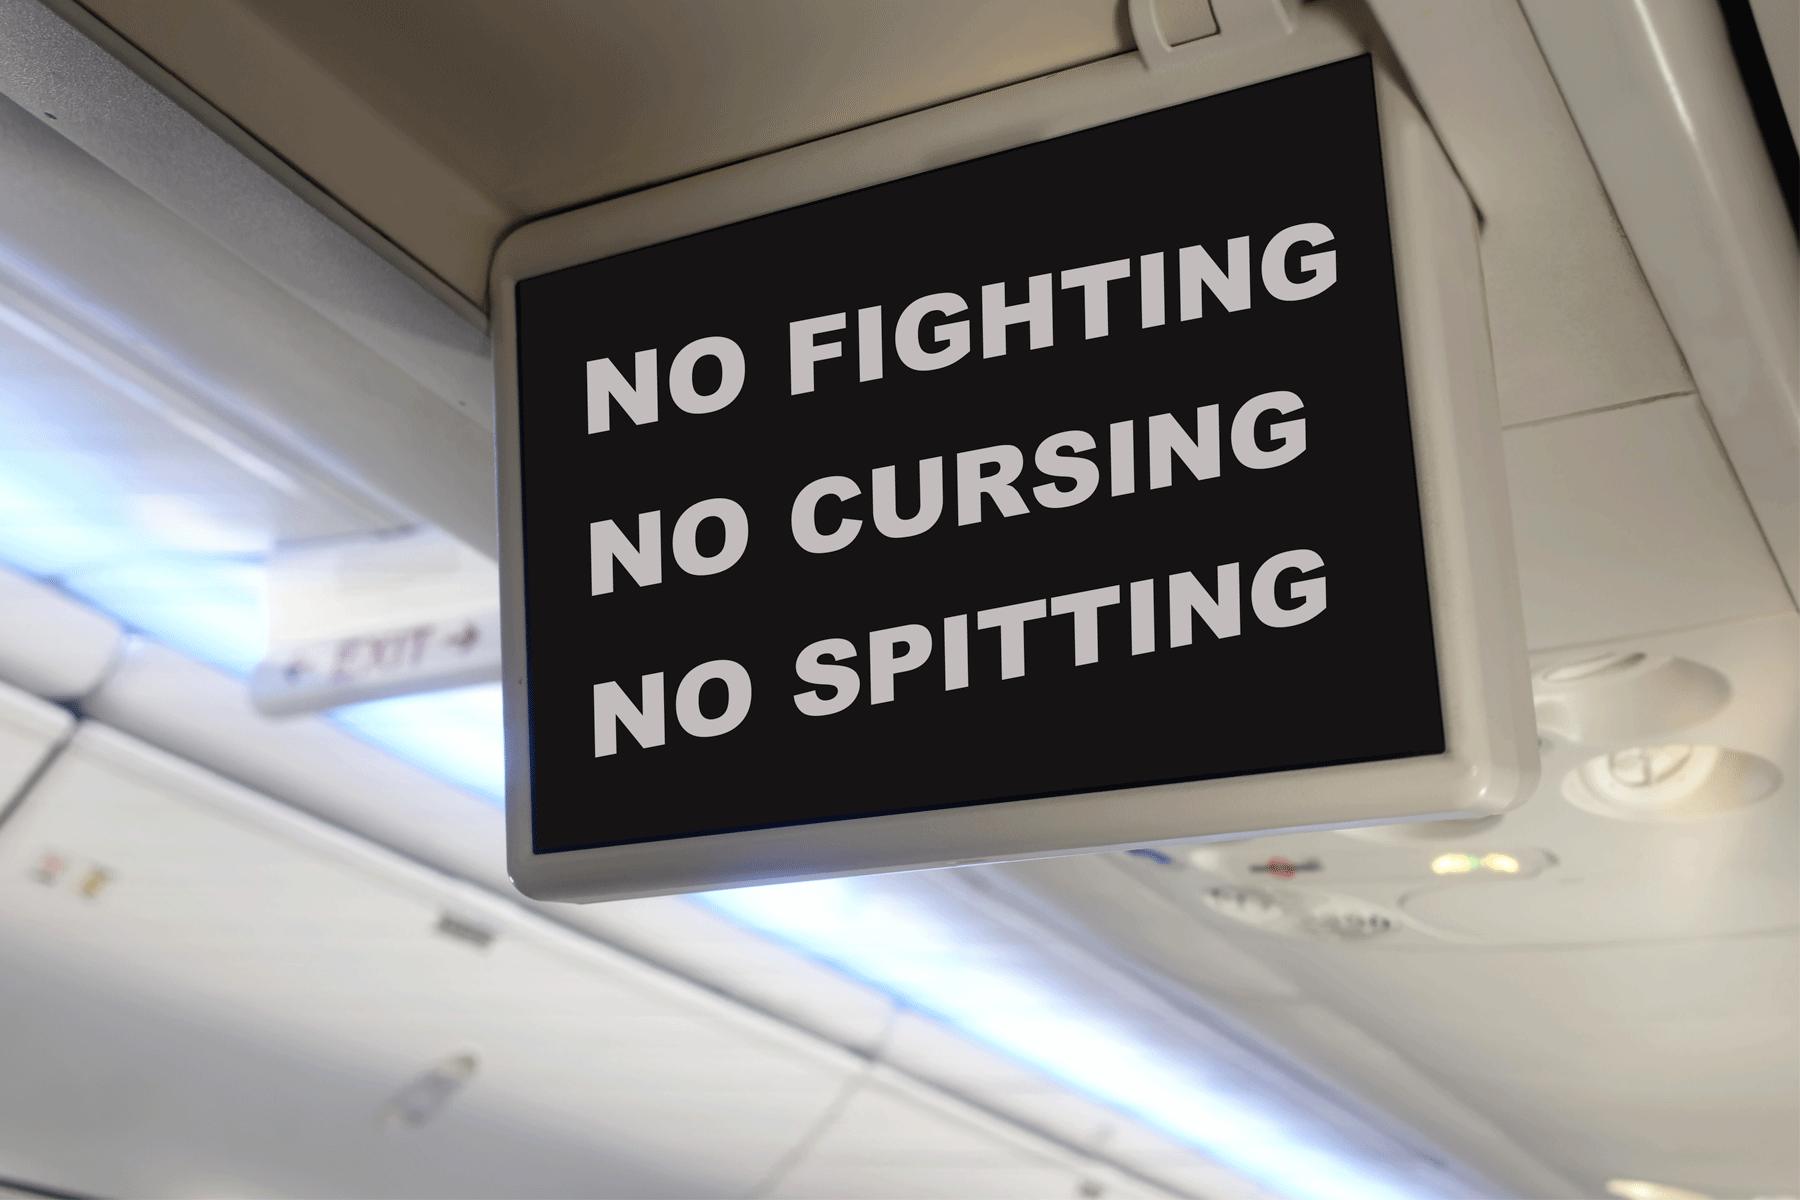 NO FIGHTING
NO CURSING
NO SPITTING
← EXIT →